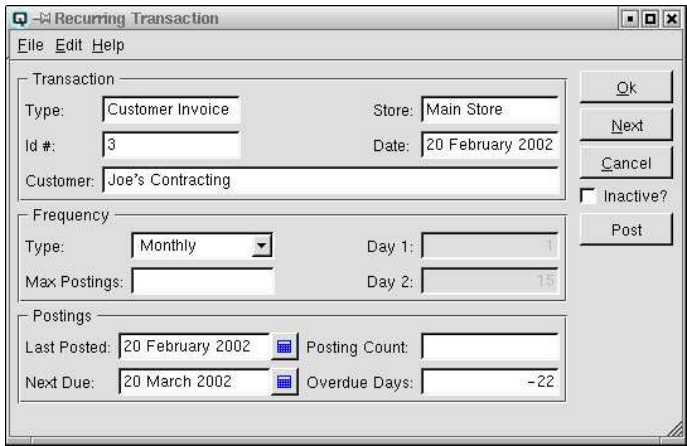 Recurring Transaction
File Edit Help
Transaction
Type: Customer Invoice Store: Main Store
Id #: 3 Date: 20 February 2002
Customer: Joe's Contracting
Frequency
Type: Monthly Day 1: 1
Max Postings: Day 2: 15
Postings
Last Posted: 20 February 2002 Posting Count:
Next Due: 20 March 2002 Overdue Days: -22
Ok
Next
Cancel
Inactive?
Post